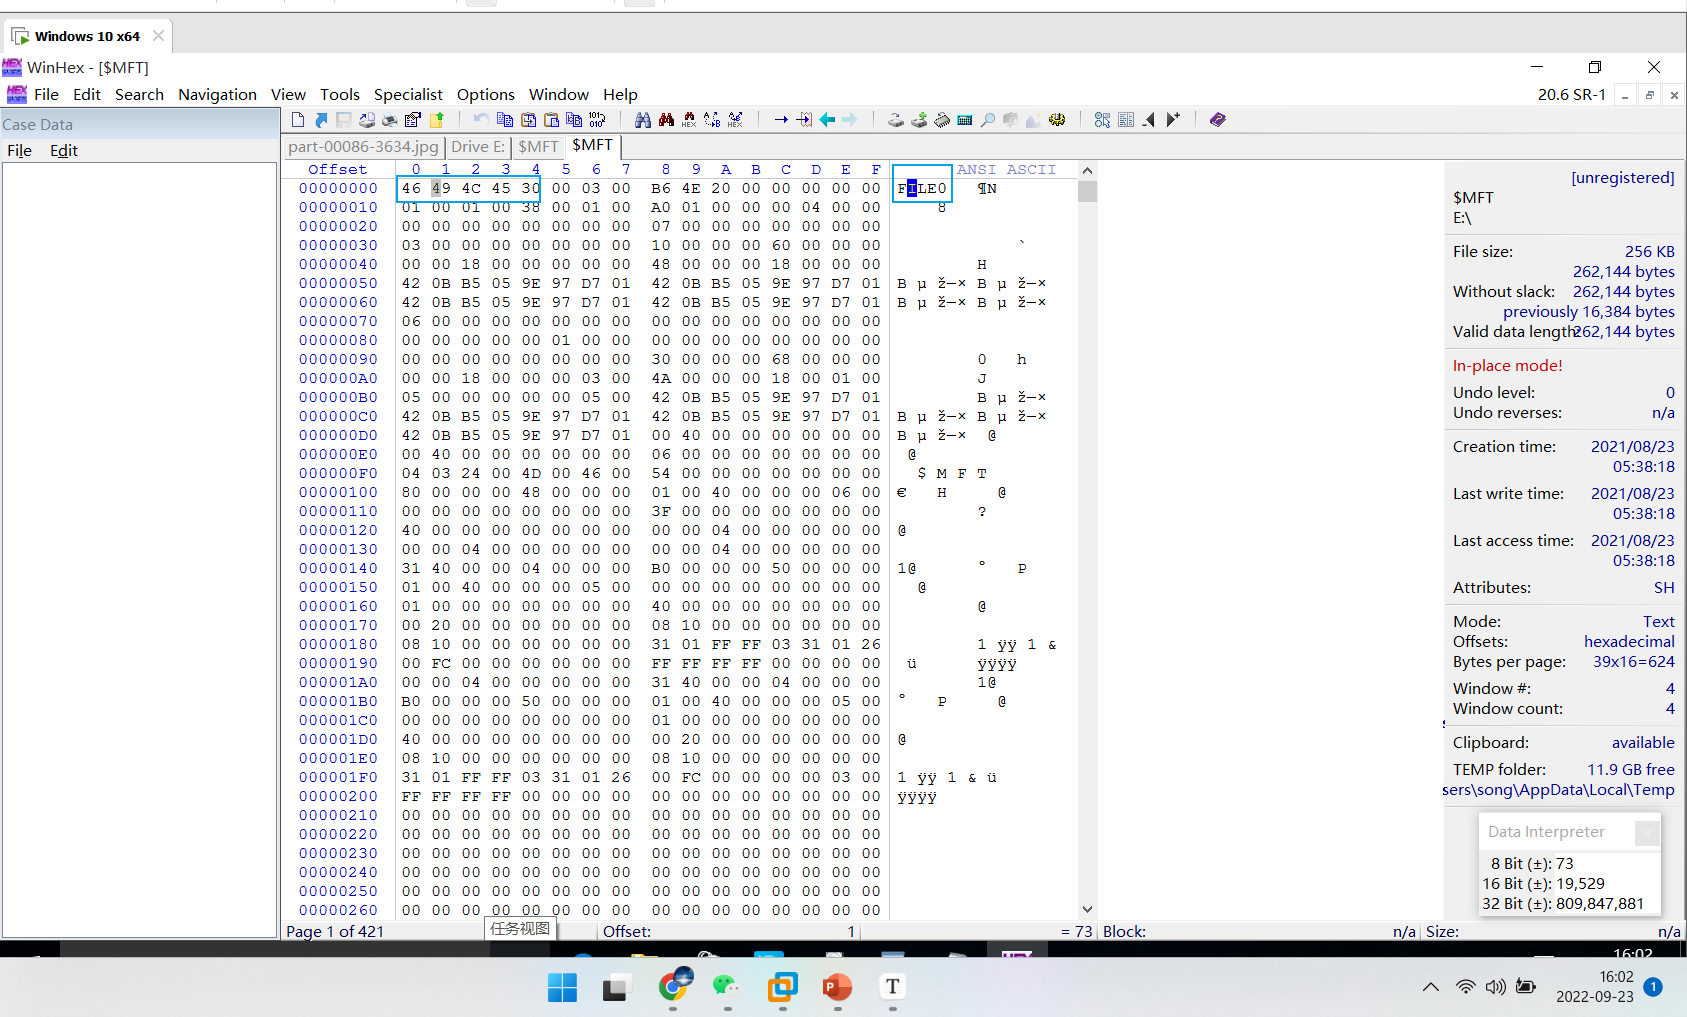 Windows 10 x64
WinHex - [$MFT]
File Edit Search Navigation View Tools Specialist Options Window Help
20.6 SR-1
Case Data
File Edit
part-00086-3634.jpg Drive E: $MFT $MFT
Offset 0 1 2 3 4 5 6 7 8 9 A B C D E F ANSI ASCII
00000000 46 49 4C 45 30 00 03 00 B6 4E 20 00 00 00 00 00 FILE0 ¶N
00000010 01 00 01 00 38 00 01 00 A0 01 00 00 00 04 00 00 8
00000020 00 00 00 00 00 00 00 00 07 00 00 00 00 00 00 00
00000030 03 00 00 00 00 00 00 00 10 00 00 00 60 00 00 00 `
00000040 00 00 18 00 00 00 00 00 48 00 00 00 18 00 00 00 H
00000050 42 0B B5 05 9E 97 D7 01 42 0B B5 05 9E 97 D7 01 B µ ž—× B µ ž—×
00000060 42 0B B5 05 9E 97 D7 01 42 0B B5 05 9E 97 D7 01 B µ ž—× B µ ž—×
00000070 06 00 00 00 00 00 00 00 00 00 00 00 00 00 00 00
00000080 00 00 00 00 00 01 00 00 00 00 00 00 00 00 00 00
00000090 00 00 00 00 00 00 00 00 30 00 00 00 68 00 00 00 0 h
000000A0 00 00 18 00 00 00 03 00 4A 00 00 00 18 00 01 00 J
000000B0 05 00 00 00 00 00 05 00 42 0B B5 05 9E 97 D7 01 B µ ž—×
000000C0 42 0B B5 05 9E 97 D7 01 42 0B B5 05 9E 97 D7 01 B µ ž—× B µ ž—×
000000D0 42 0B B5 05 9E 97 D7 01 00 40 00 00 00 00 00 00 B µ ž—× @
000000E0 00 40 00 00 00 00 00 00 06 00 00 00 00 00 00 00 @
000000F0 04 03 24 00 4D 00 46 00 54 00 00 00 00 00 00 00 $ M F T
00000100 80 00 00 00 48 00 00 00 01 00 40 00 00 00 06 00 € H @
00000110 00 00 00 00 00 00 00 00 3F 00 00 00 00 00 00 00 ?
00000120 40 00 00 00 00 00 00 00 00 00 04 00 00 00 00 00 @
00000130 00 00 04 00 00 00 00 00 00 00 04 00 00 00 00 00
00000140 31 40 00 00 04 00 00 00 B0 00 00 00 50 00 00 00 1@ ° P
00000150 01 00 40 00 00 00 05 00 00 00 00 00 00 00 00 00 @
00000160 01 00 00 00 00 00 00 00 40 00 00 00 00 00 00 00 @
00000170 00 20 00 00 00 00 00 00 08 10 00 00 00 00 00 00
00000180 08 10 00 00 00 00 00 00 31 01 FF FF 03 31 01 26 1 ÿÿ 1 &
00000190 00 FC 00 00 00 00 00 00 FF FF FF FF 00 00 00 00 ü ÿÿÿÿ
000001A0 00 00 04 00 00 00 00 00 31 40 00 00 04 00 00 00 1@
000001B0 B0 00 00 00 50 00 00 00 01 00 40 00 00 00 05 00 ° P @
000001C0 00 00 00 00 00 00 00 00 01 00 00 00 00 00 00 00
000001D0 40 00 00 00 00 00 00 00 00 20 00 00 00 00 00 00 @
000001E0 08 10 00 00 00 00 00 00 08 10 00 00 00 00 00 00
000001F0 31 01 FF FF 03 31 01 26 00 FC 00 00 00 00 03 00 1 ÿÿ 1 & ü
00000200 FF FF FF FF 00 00 00 00 00 00 00 00 00 00 00 00 ÿÿÿÿ
00000210 00 00 00 00 00 00 00 00 00 00 00 00 00 00 00 00
00000220 00 00 00 00 00 00 00 00 00 00 00 00 00 00 00 00
00000230 00 00 00 00 00 00 00 00 00 00 00 00 00 00 00 00
00000240 00 00 00 00 00 00 00 00 00 00 00 00 00 00 00 00
00000250 00 00 00 00 00 00 00 00 00 00 00 00 00 00 00 00
00000260 00 00 00 00 00 00 00 00 00 00 00 00 00 00 00 00
[unregistered]
$MFT
E:\
File size: 256 KB
262,144 bytes
Without slack: 262,144 bytes
previously 16,384 bytes
Valid data length: 262,144 bytes
In-place mode!
Undo level: 0
Undo reverses: n/a
Creation time: 2021/08/23
05:38:18
Last write time: 2021/08/23
05:38:18
Last access time: 2021/08/23
05:38:18
Attributes: SH
Mode: Text
Offsets: hexadecimal
Bytes per page: 39x16=624
Window #: 4
Window count: 4
Clipboard: available
TEMP folder: 11.9 GB free
sers\song\AppData\Local\Temp
Data Interpreter
8 Bit (±): 73
16 Bit (±): 19,529
32 Bit (±): 809,847,881
Page 1 of 421 任务视图 Offset: 1 = 73 Block: n/a Size: n/a
16:02
16:02
2022-09-23
1